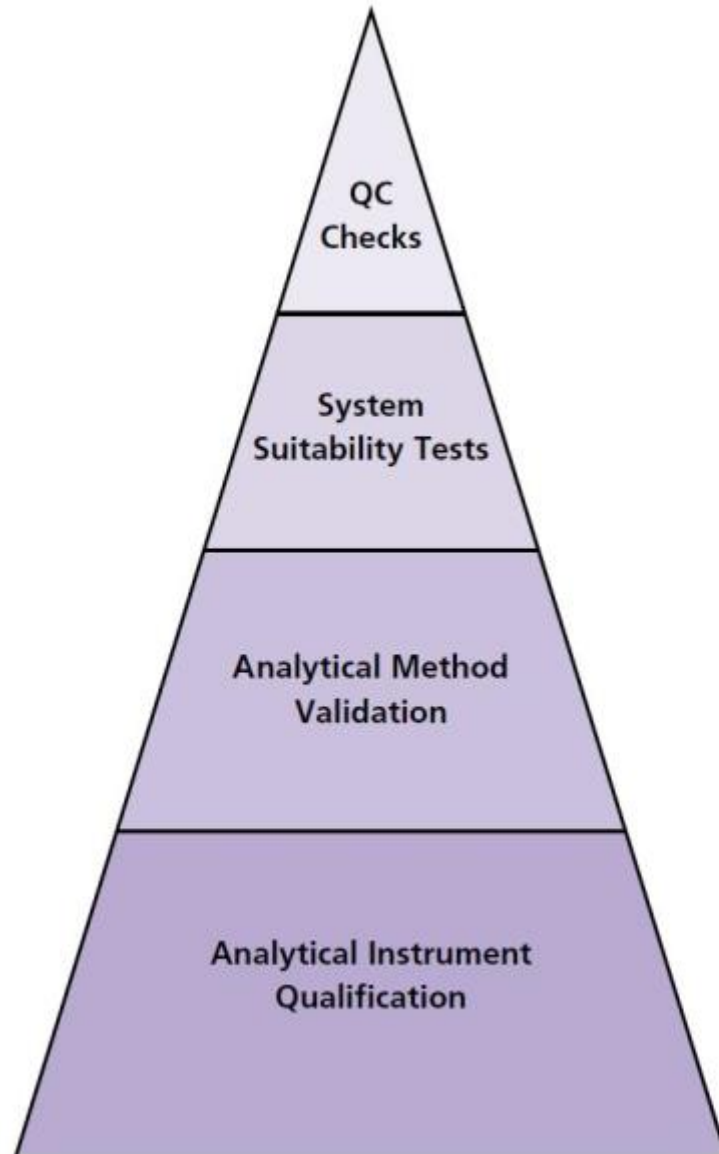 QC
Checks
System
Suitability Tests
Analytical Method
Validation
Analytical Instrument
Qualification